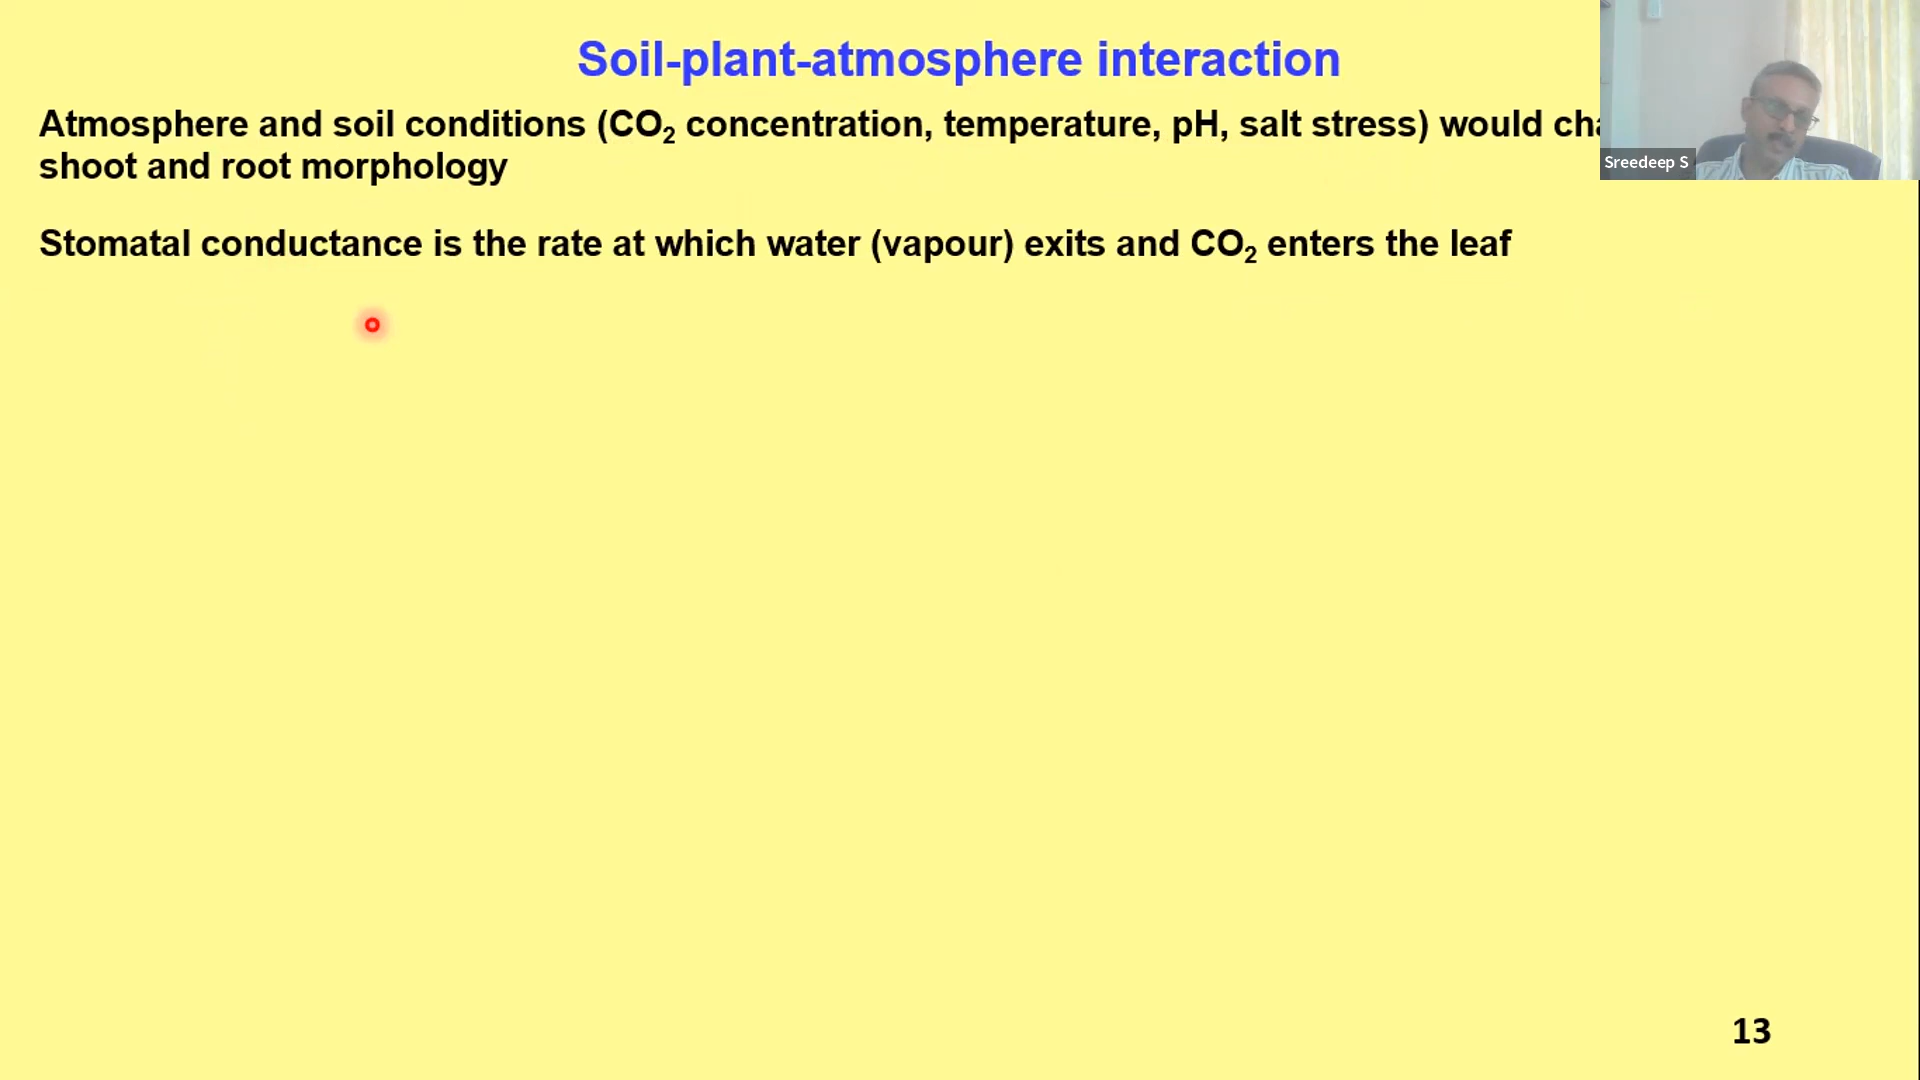 Soil-plant-atmosphere interaction
Atmosphere and soil conditions (CO₂ concentration, temperature, pH, salt stress) would
shoot and root morphology
Sreedeep S
Stomatal conductance is the rate at which water (vapour) exits and CO₂ enters the leaf
13